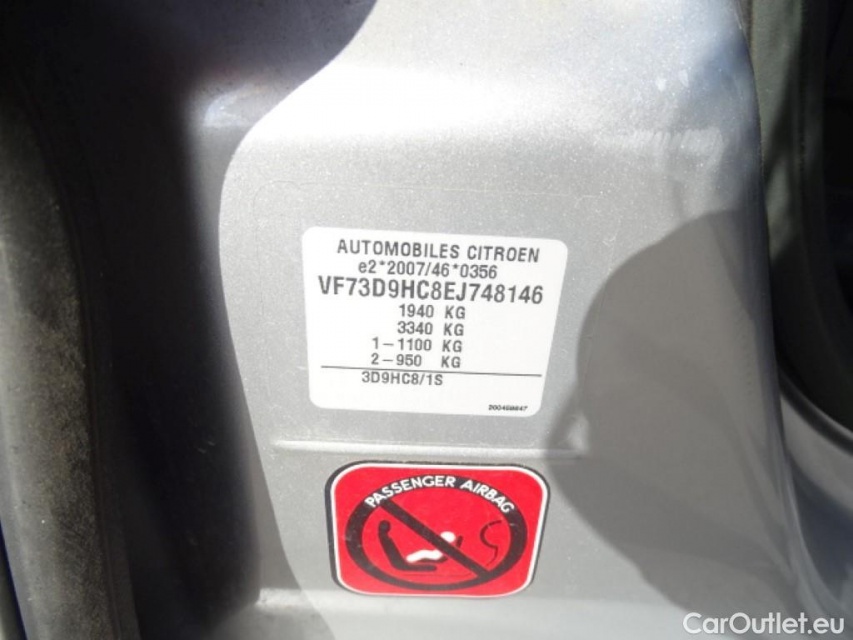 AUTOMOBILES CITROEN
e2*2007/46*0356
VF73D9HC8EJ748146
1940 KG
3340 KG
1-1100 KG
2-950 KG
3D9HC8/1S
PASSENGER AIRBAG
CarOutlet.eu